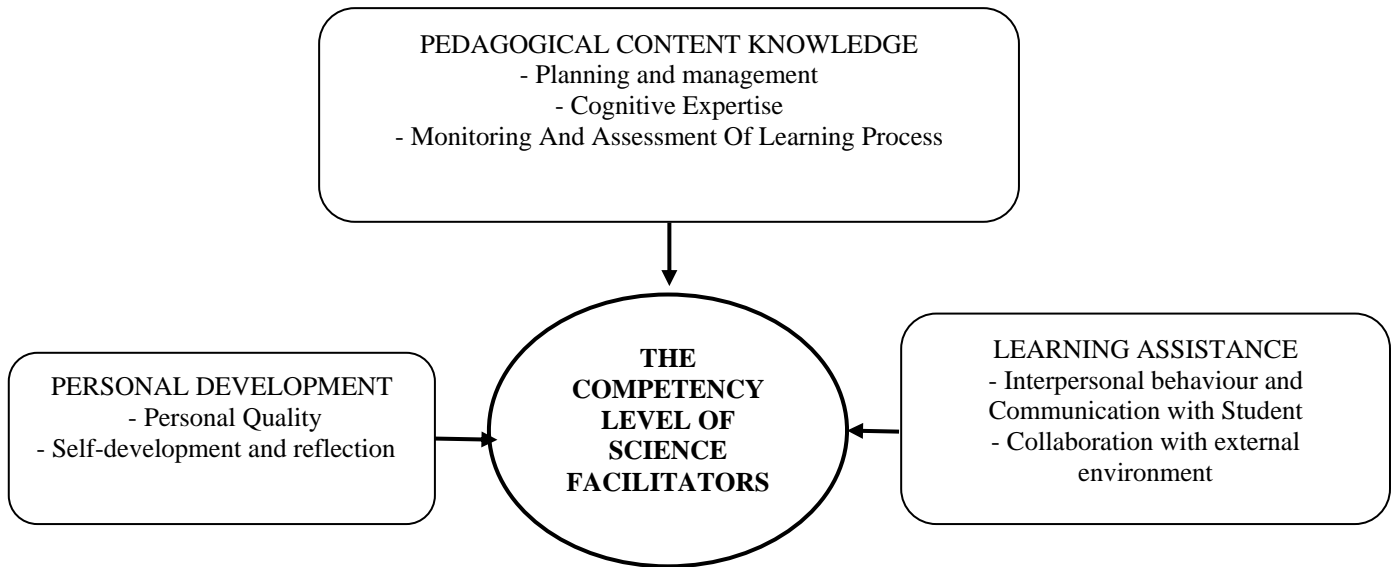 PEDAGOGICAL CONTENT KNOWLEDGE
- Planning and management
- Cognitive Expertise
- Monitoring And Assessment Of Learning Process
PERSONAL DEVELOPMENT
- Personal Quality
- Self-development and reflection
THE
COMPETENCY
LEVEL OF
SCIENCE
FACILITATORS
LEARNING ASSISTANCE
- Interpersonal behaviour and
Communication with Student
- Collaboration with external
environment